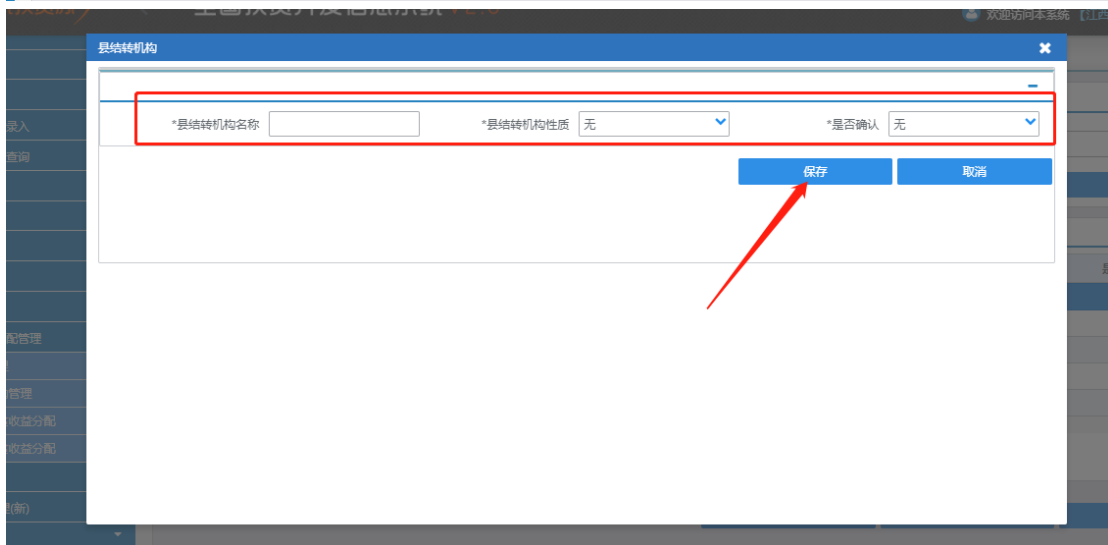 欢迎访问本系统
县结转机构
*县结转机构名称
*县结转机构性质 无
*是否确认 无
保存 取消
录入
查询
配管理
管理
收益分配
收益分配
(新)